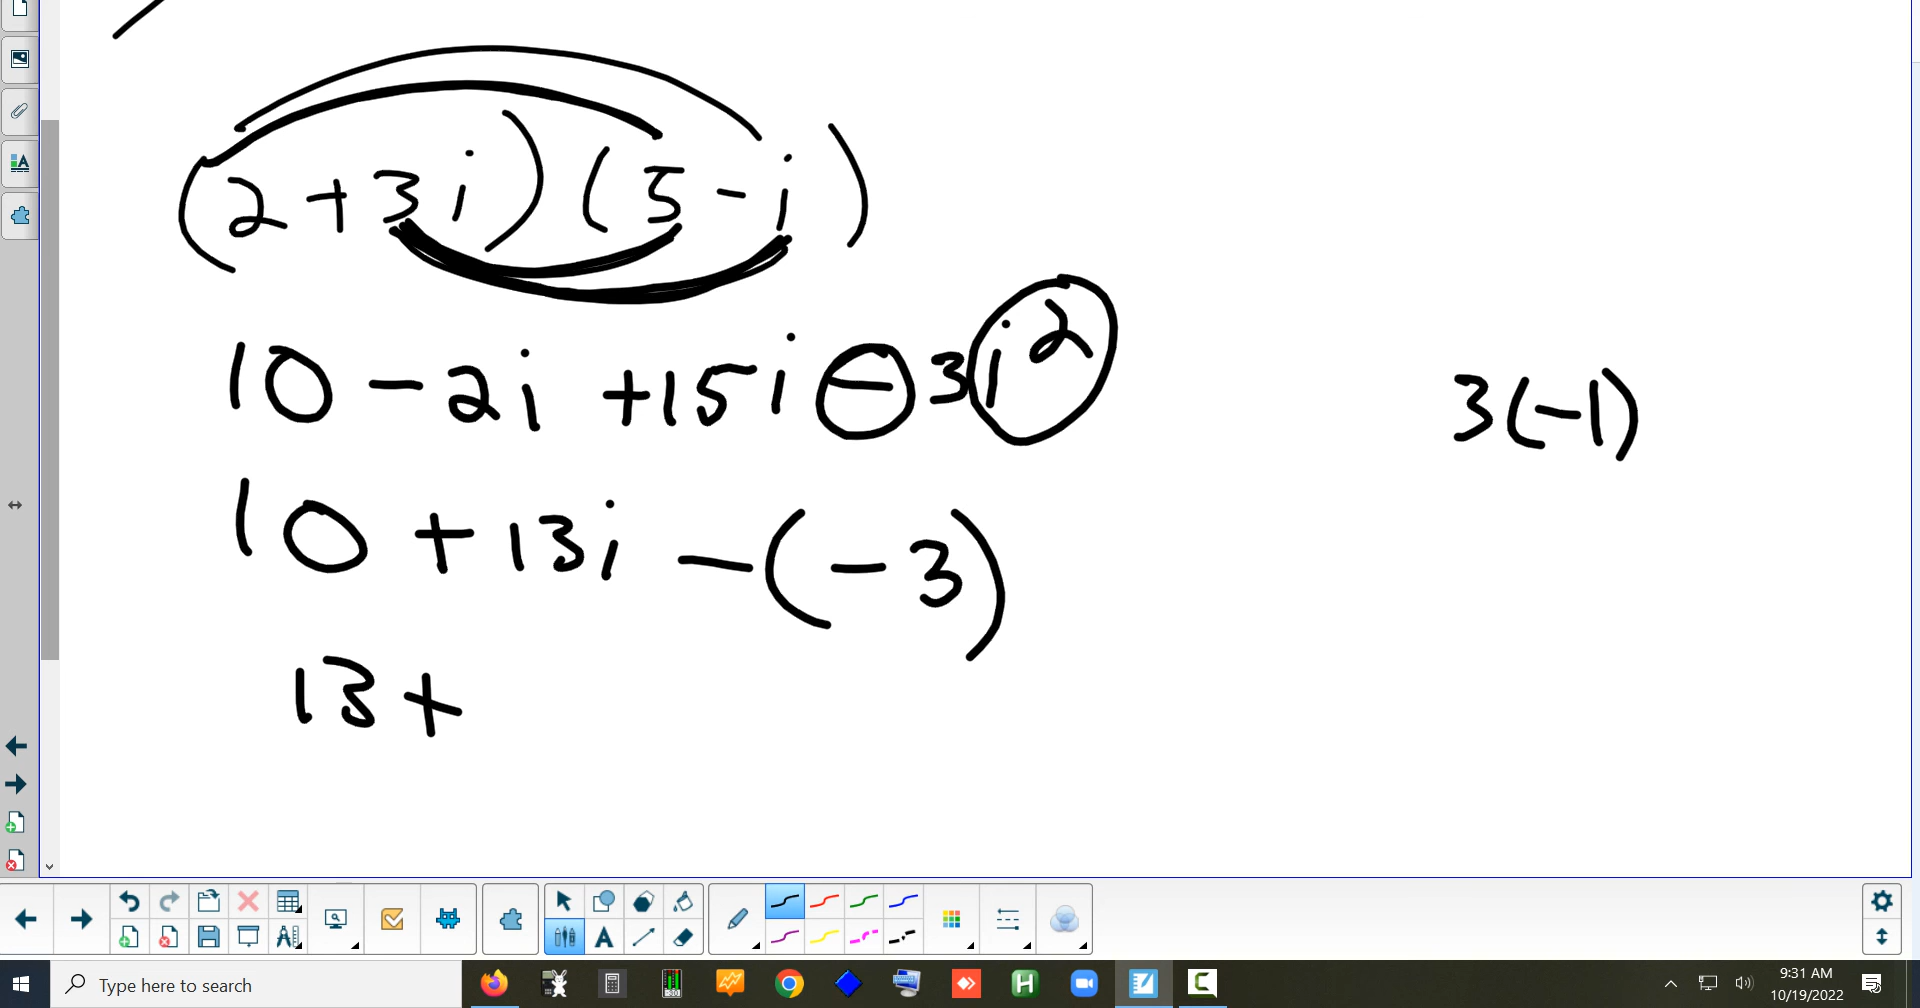 (2+3i)(5-i)
10 - 2i +15i - 3i²
3(-1)
10 + 13i - (-3)
13 +
Type here to search
9:31 AM
10/19/2022